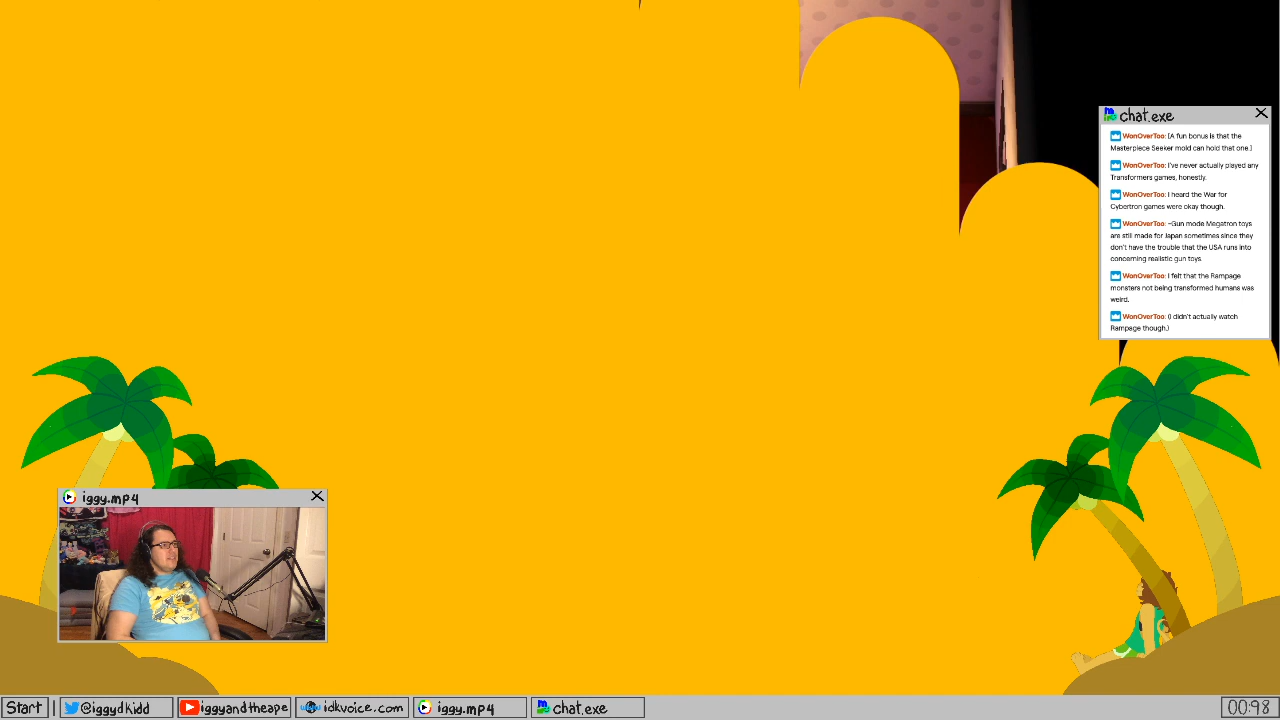 chat.exe
WonOverToo: [A fun bonus is that the
Masterpiece Seeker mold can hold that one.]
WonOverToo: I've never actually played any
Transformers games, honestly.
WonOverToo: I heard the War for
Cybertron games were okay though.
WonOverToo: -Gun mode Megatron toys
are still made for Japan sometimes since they
don't have the trouble that the USA runs into
concerning realistic gun toys.
WonOverToo: I felt that the Rampage
monsters not being transformed humans was
weird.
WonOverToo: (I didn't actually watch
Rampage though.)
iggy.mp4
Start
@iggydkidd
iggyandtheape
idkvoice.com
iggy.mp4
chat.exe
00:98